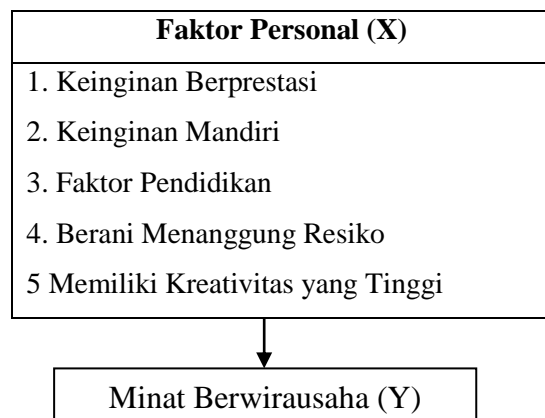 Faktor Personal (X)
1. Keinginan Berprestasi
2. Keinginan Mandiri
3. Faktor Pendidikan
4. Berani Menanggung Resiko
5 Memiliki Kreativitas yang Tinggi
Minat Berwirausaha (Y)